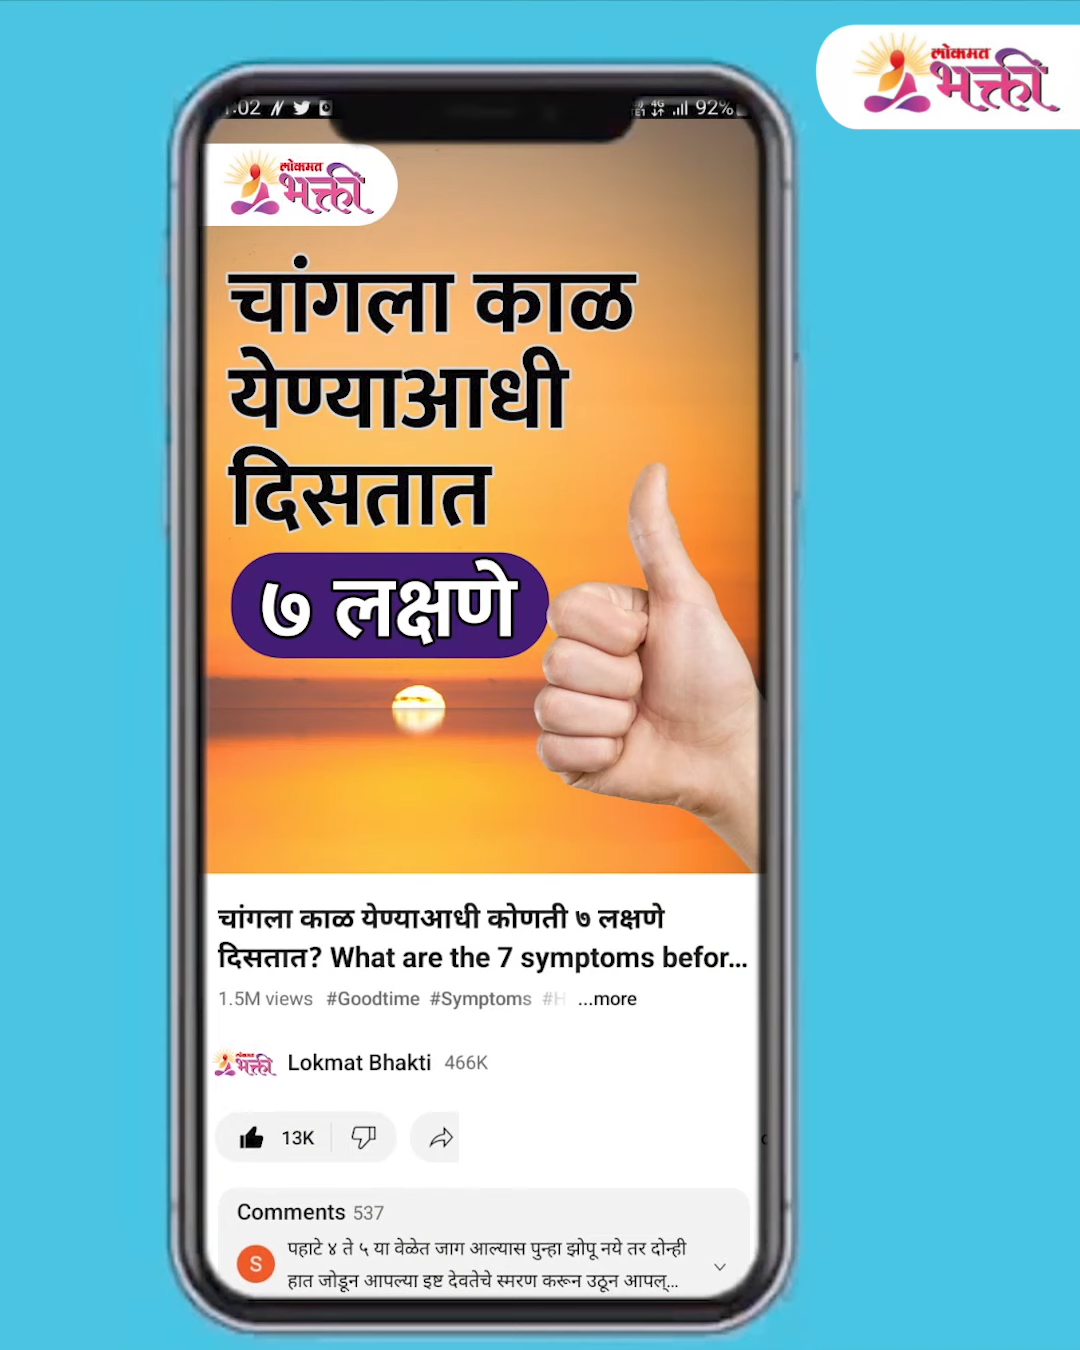 लोकमत
भक्ती
:02 92%
लोकमत
भक्ती
चांगला काळ
येण्याआधी
दिसतात
७ लक्षणे
चांगला काळ येण्याआधी कोणती ७ लक्षणे
दिसतात? What are the 7 symptoms befor...
1.5M views #Goodtime #Symptoms #H ...more
लोकमत
भक्ती
Lokmat Bhakti 466K
13K
Comments 537
S
पहाटे ४ ते ५ या वेळेत जाग आल्यास पुन्हा झोपू नये तर दोन्ही
हात जोडून आपल्या इष्ट देवतेचे स्मरण करून उठून आपल्...